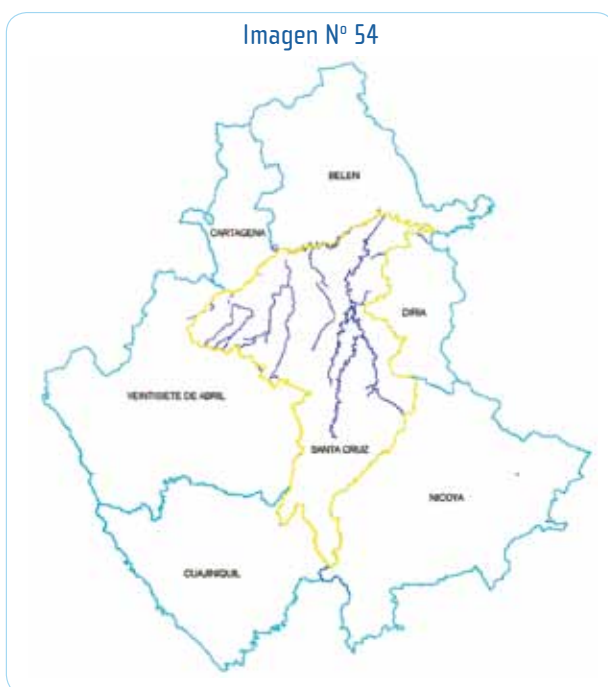 Imagen Nº 54
BELEN
CARTAGENA
DIRIA
VEINTISIETE DE ABRIL
SANTA CRUZ
NICOYA
CUAJINIQUIL